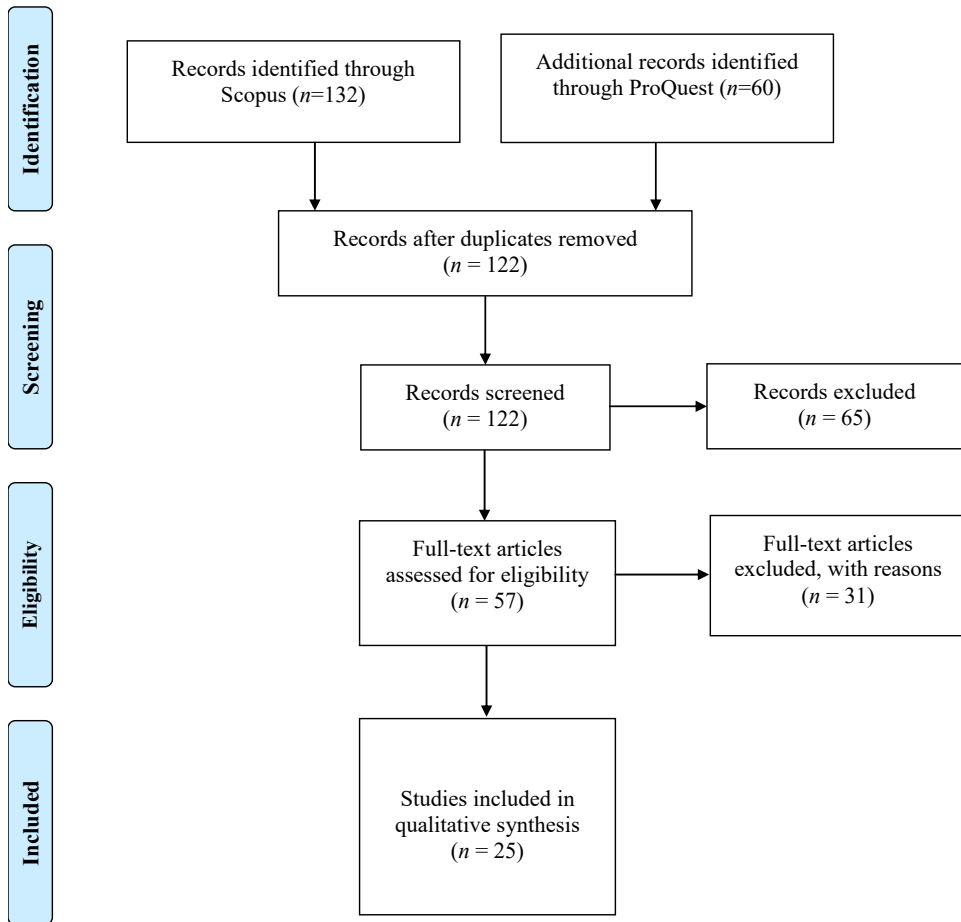 Identification
Records identified through
Scopus (n=132)
Additional records identified
through ProQuest (n=60)
Records after duplicates removed
(n = 122)
Screening
Records screened
(n = 122)
Records excluded
(n = 65)
Eligibility
Full-text articles
assessed for eligibility
(n = 57)
Full-text articles
excluded, with reasons
(n = 31)
Included
Studies included in
qualitative synthesis
(n = 25)